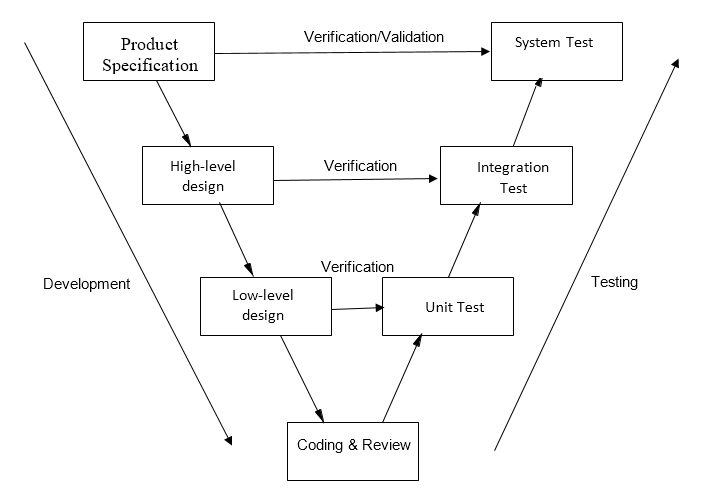 Product
Specification
Verification/Validation
System Test
High-level
design
Verification
Integration
Test
Development
Low-level
design
Verification
Unit Test
Testing
Coding & Review